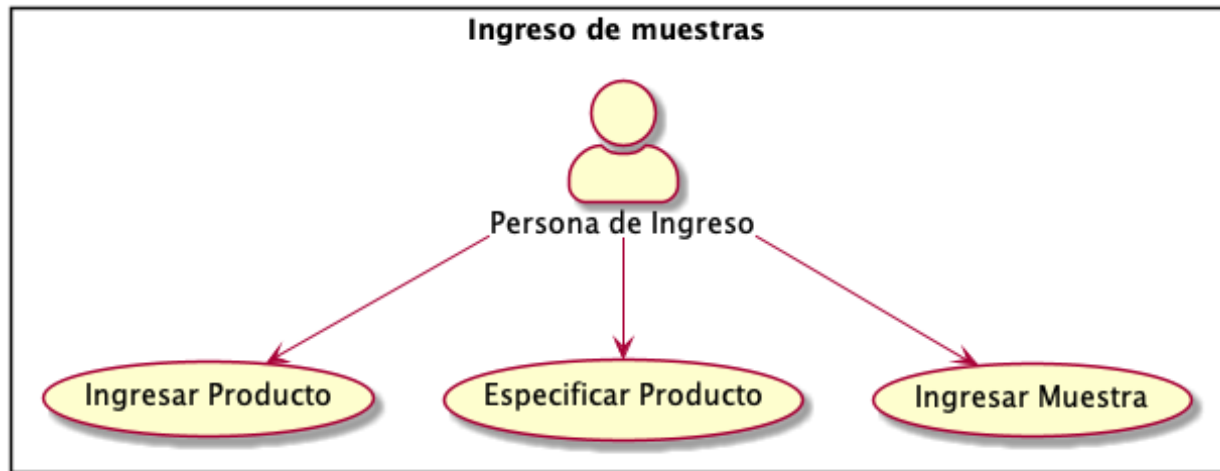 Ingreso de muestras
Persona de Ingreso
Ingresar Producto
Especificar Producto
Ingresar Muestra